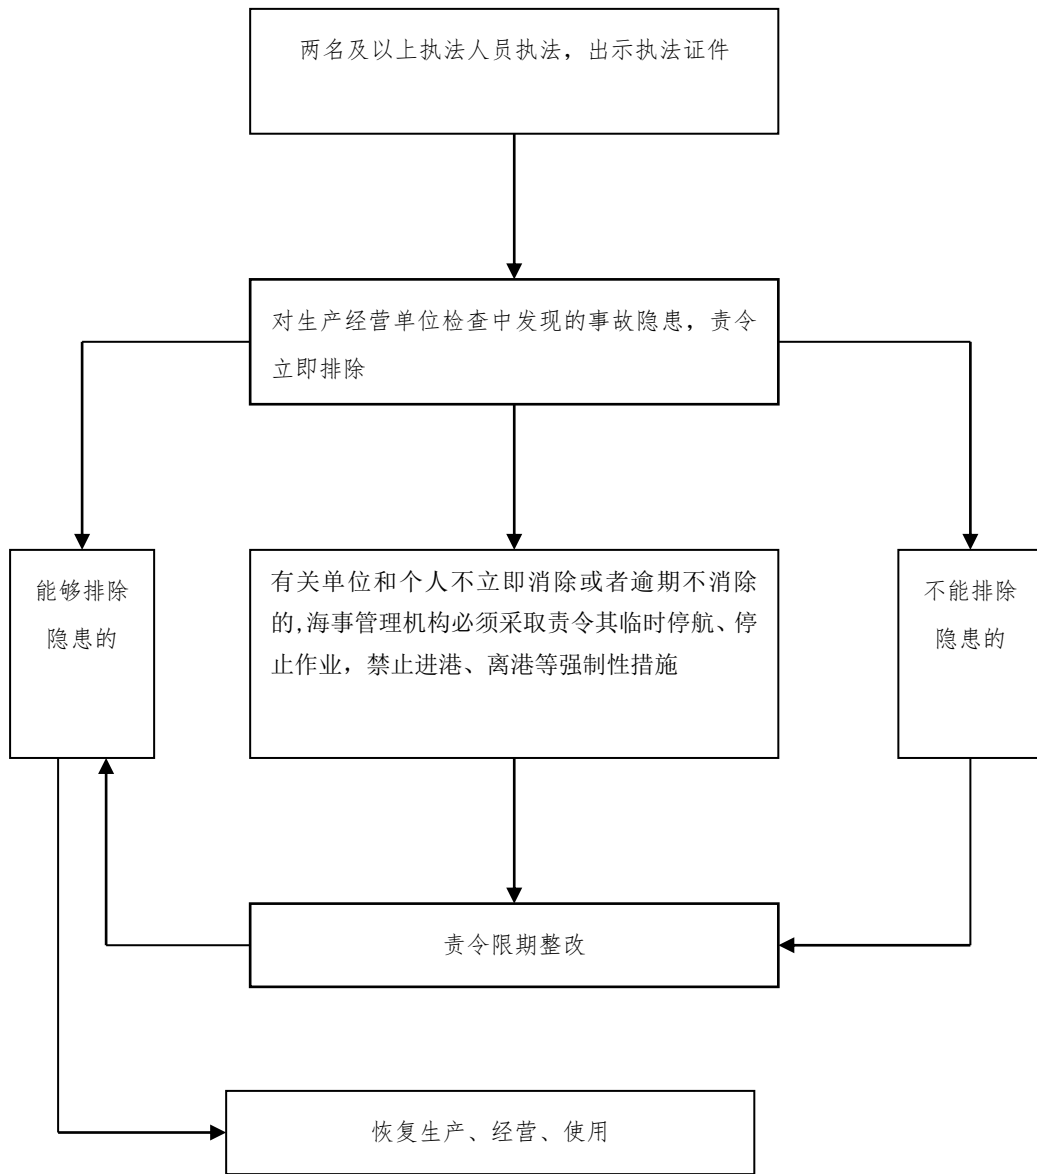 两名及以上执法人员执法，出示执法证件
对生产经营单位检查中发现的事故隐患，责令
立即排除
能够排除
隐患的
有关单位和个人不立即消除或者逾期不消除
的,海事管理机构必须采取责令其临时停航、停
止作业，禁止进港、离港等强制性措施
不能排除
隐患的
责令限期整改
恢复生产、经营、使用